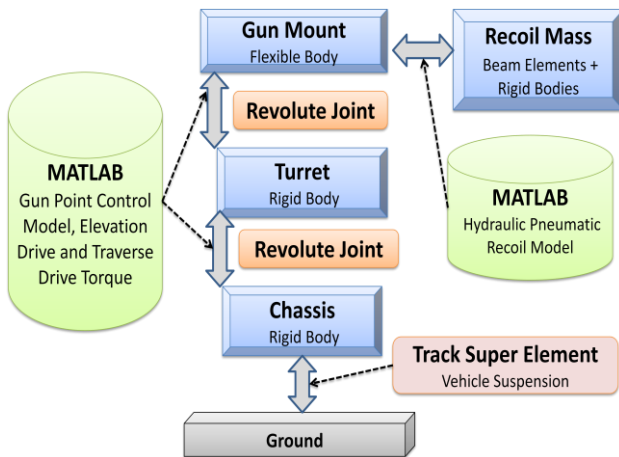 Gun Mount
Flexible Body
Recoil Mass
Beam Elements +
Rigid Bodies
Revolute Joint
MATLAB
Gun Point Control
Model, Elevation
Drive and Traverse
Drive Torque
Turret
Rigid Body
MATLAB
Hydraulic Pneumatic
Recoil Model
Revolute Joint
Chassis
Rigid Body
Track Super Element
Vehicle Suspension
Ground